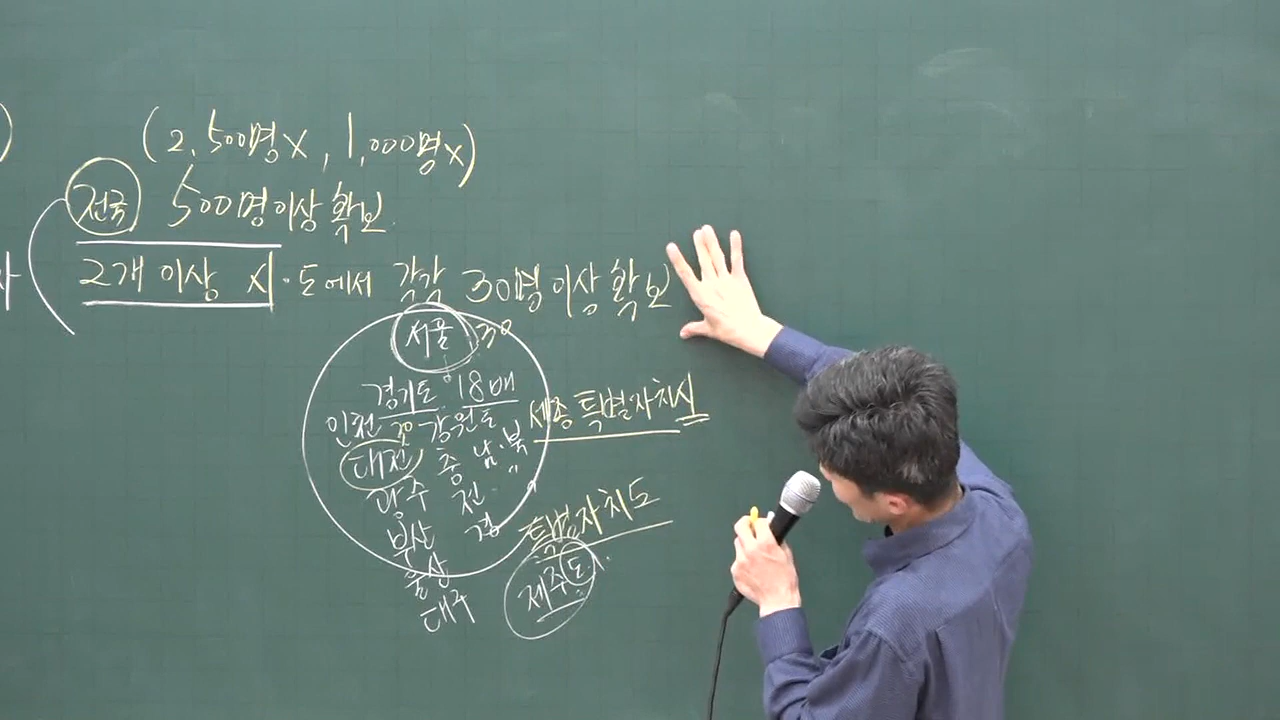 (2,500명X, 1,000명X)
전국 500명이상 확보
2개 이상 시·도에서 각각 30명 이상 확보
서울 30
경기도 18배
인천 30 강원도
세종특별자치시
대전 충 남·북
광주 전 〃
부산 경
특별자치도
울산
제주도
대구